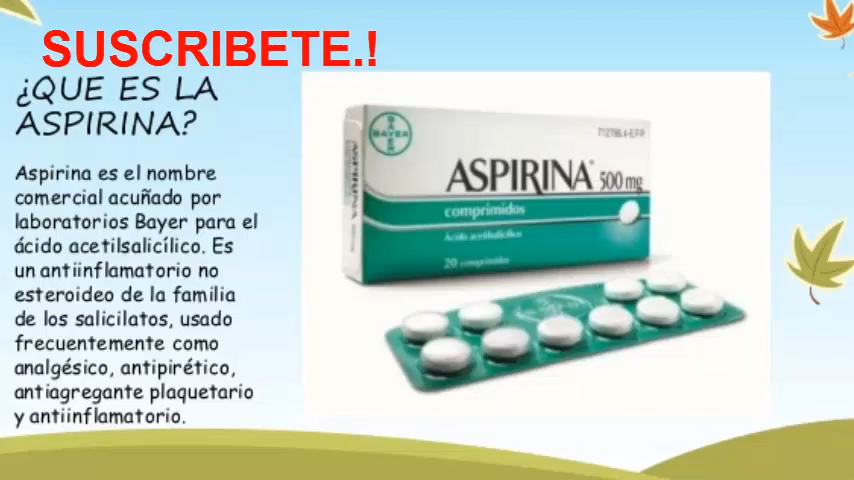 SUSCRIBETE.!
¿QUE ES LA
ASPIRINA?
Aspirina es el nombre
comercial acuñado por
laboratorios Bayer para el
ácido acetilsalicílico. Es
un antiinflamatorio no
esteroideo de la familia
de los salicilatos, usado
frecuentemente como
analgésico, antipirético,
antiagregante plaquetario
y antiinflamatorio.
BAYER
BAYER
ASPIRINA® 500 mg
comprimidos
Ácido acetilsalicílico
20 comprimidos
ASPIRINA